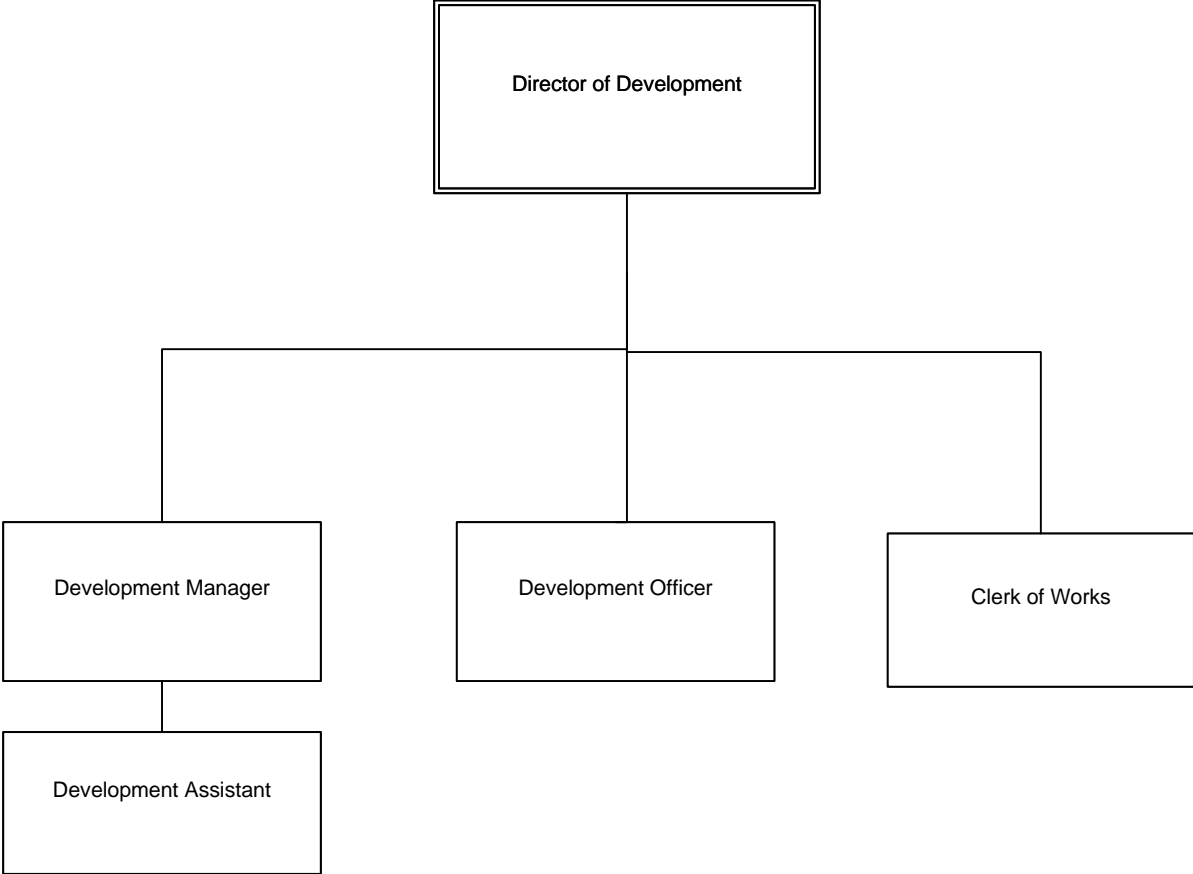 Director of Development
Development Manager
Development Officer
Clerk of Works
Development Assistant